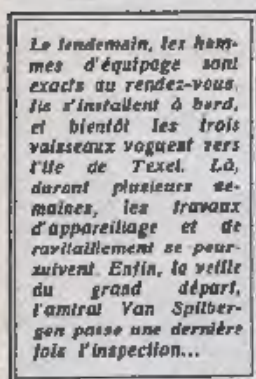 Le lendemain, les hom-
mes d'équipage sont
exacts au rendez-vous.
Ils s'installent à bord,
et bientôt les trois
vaisseaux voguent vers
l'île de Texel. Là,
durant plusieurs se-
maines, les travaux
d'appareillage et de
ravitaillement se pour-
suivent. Enfin, la veille
du grand départ,
l'amiral Van Spilber-
gen passe une dernière
fois l'inspection...